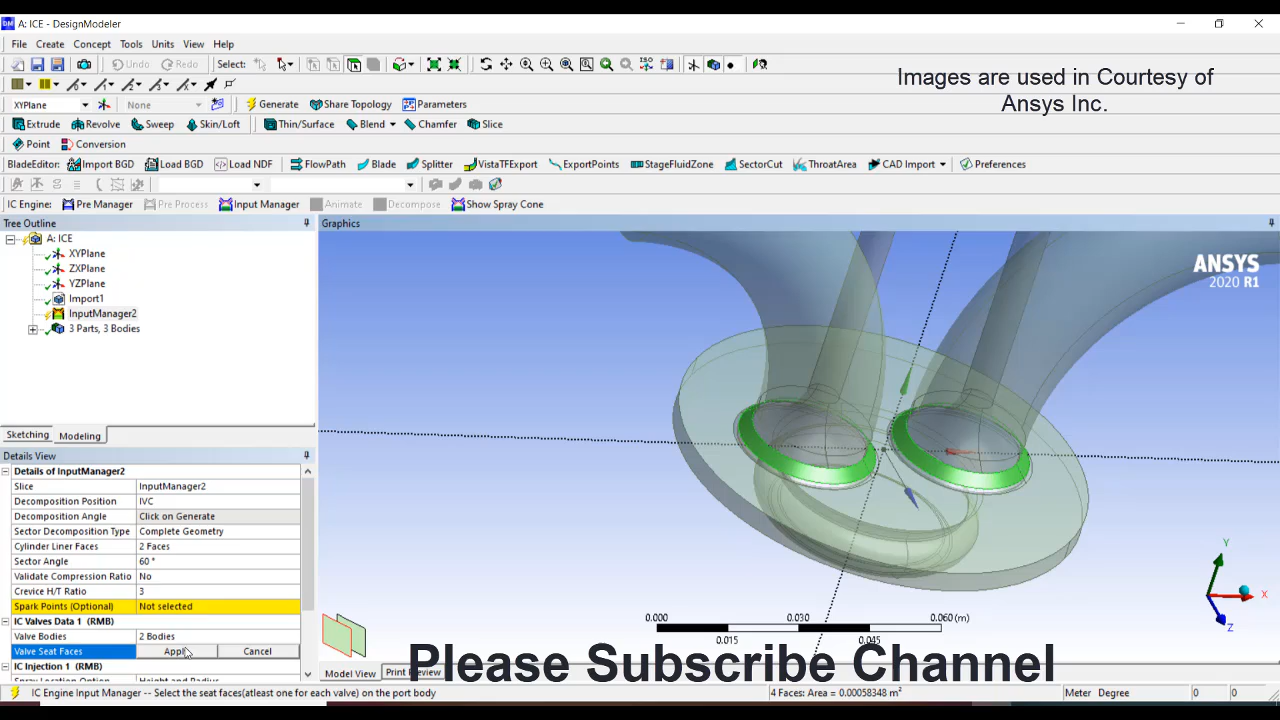 DM A: ICE - DesignModeler
File Create Concept Tools Units View Help
Undo Redo Select:
XYPlane None Generate Share Topology Parameters
Extrude Revolve Sweep Skin/Loft Thin/Surface Blend Chamfer Slice
Point Conversion
BladeEditor: Import BGD Load BGD Load NDF FlowPath Blade Splitter VistaTFExport ExportPoints StageFluidZone SectorCut ThroatArea CAD Import Preferences
IC Engine: Pre Manager Pre Process Input Manager Animate Decompose Show Spray Cone
Images are used in Courtesy of
Ansys Inc.
Tree Outline
A: ICE
XYPlane
ZXPlane
YZPlane
Import1
InputManager2
3 Parts, 3 Bodies
Sketching Modeling
Details View
Details of InputManager2
Slice InputManager2
Decomposition Position IVC
Decomposition Angle Click on Generate
Sector Decomposition Type Complete Geometry
Cylinder Liner Faces 2 Faces
Sector Angle 60 °
Validate Compression Ratio No
Crevice H/T Ratio 3
Spark Points (Optional) Not selected
IC Valves Data 1 (RMB)
Valve Bodies 2 Bodies
Valve Seat Faces Apply Cancel
IC Injection 1 (RMB)
Spray Location Option Height and Radius
Graphics
ANSYS
2020 R1
Y
X
Z
0.000 0.030 0.060 (m)
0.015 0.045
Model View Print Preview
Please Subscribe Channel
IC Engine Input Manager -- Select the seat faces(atleast one for each valve) on the port body 4 Faces: Area = 0.00058348 m² Meter Degree 0 0